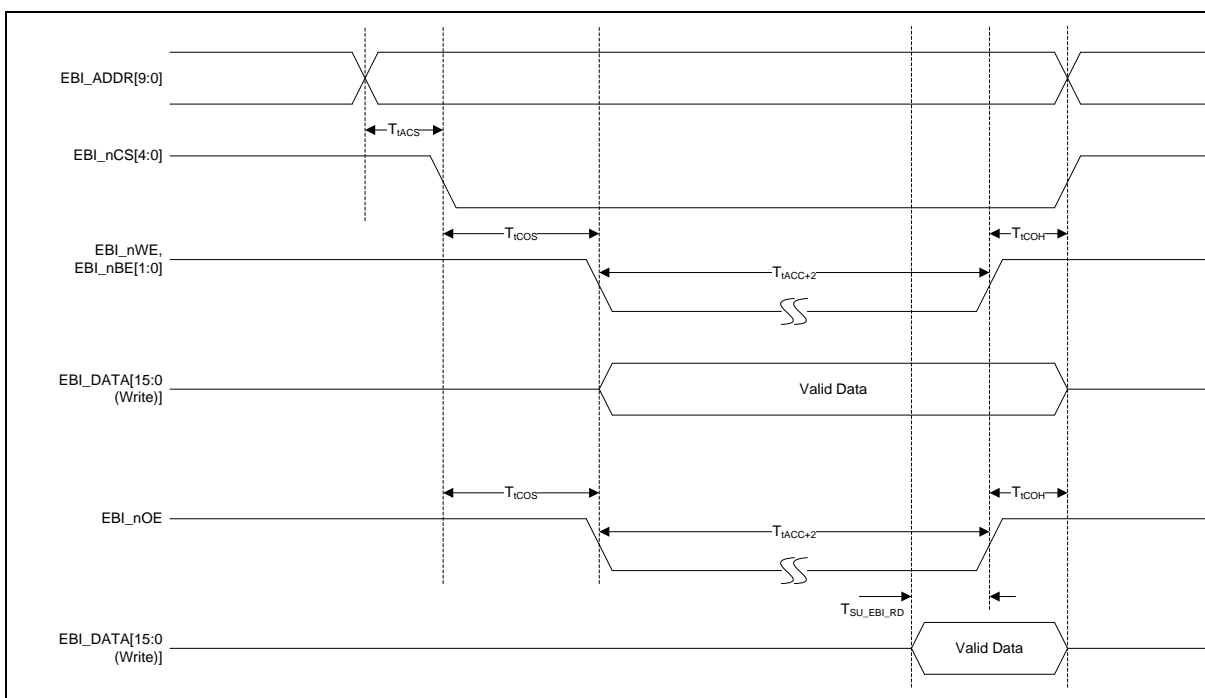 EBI_ADDR[9:0]
TtACS
EBI_nCS[4:0]
TtCOS
TtCOH
EBI_nWE,
EBI_nBE[1:0]
TtACC+2
EBI_DATA[15:0
(Write)]
Valid Data
TtCOS
TtCOH
EBI_nOE
TtACC+2
TSU_EBI_RD
EBI_DATA[15:0
(Write)]
Valid Data